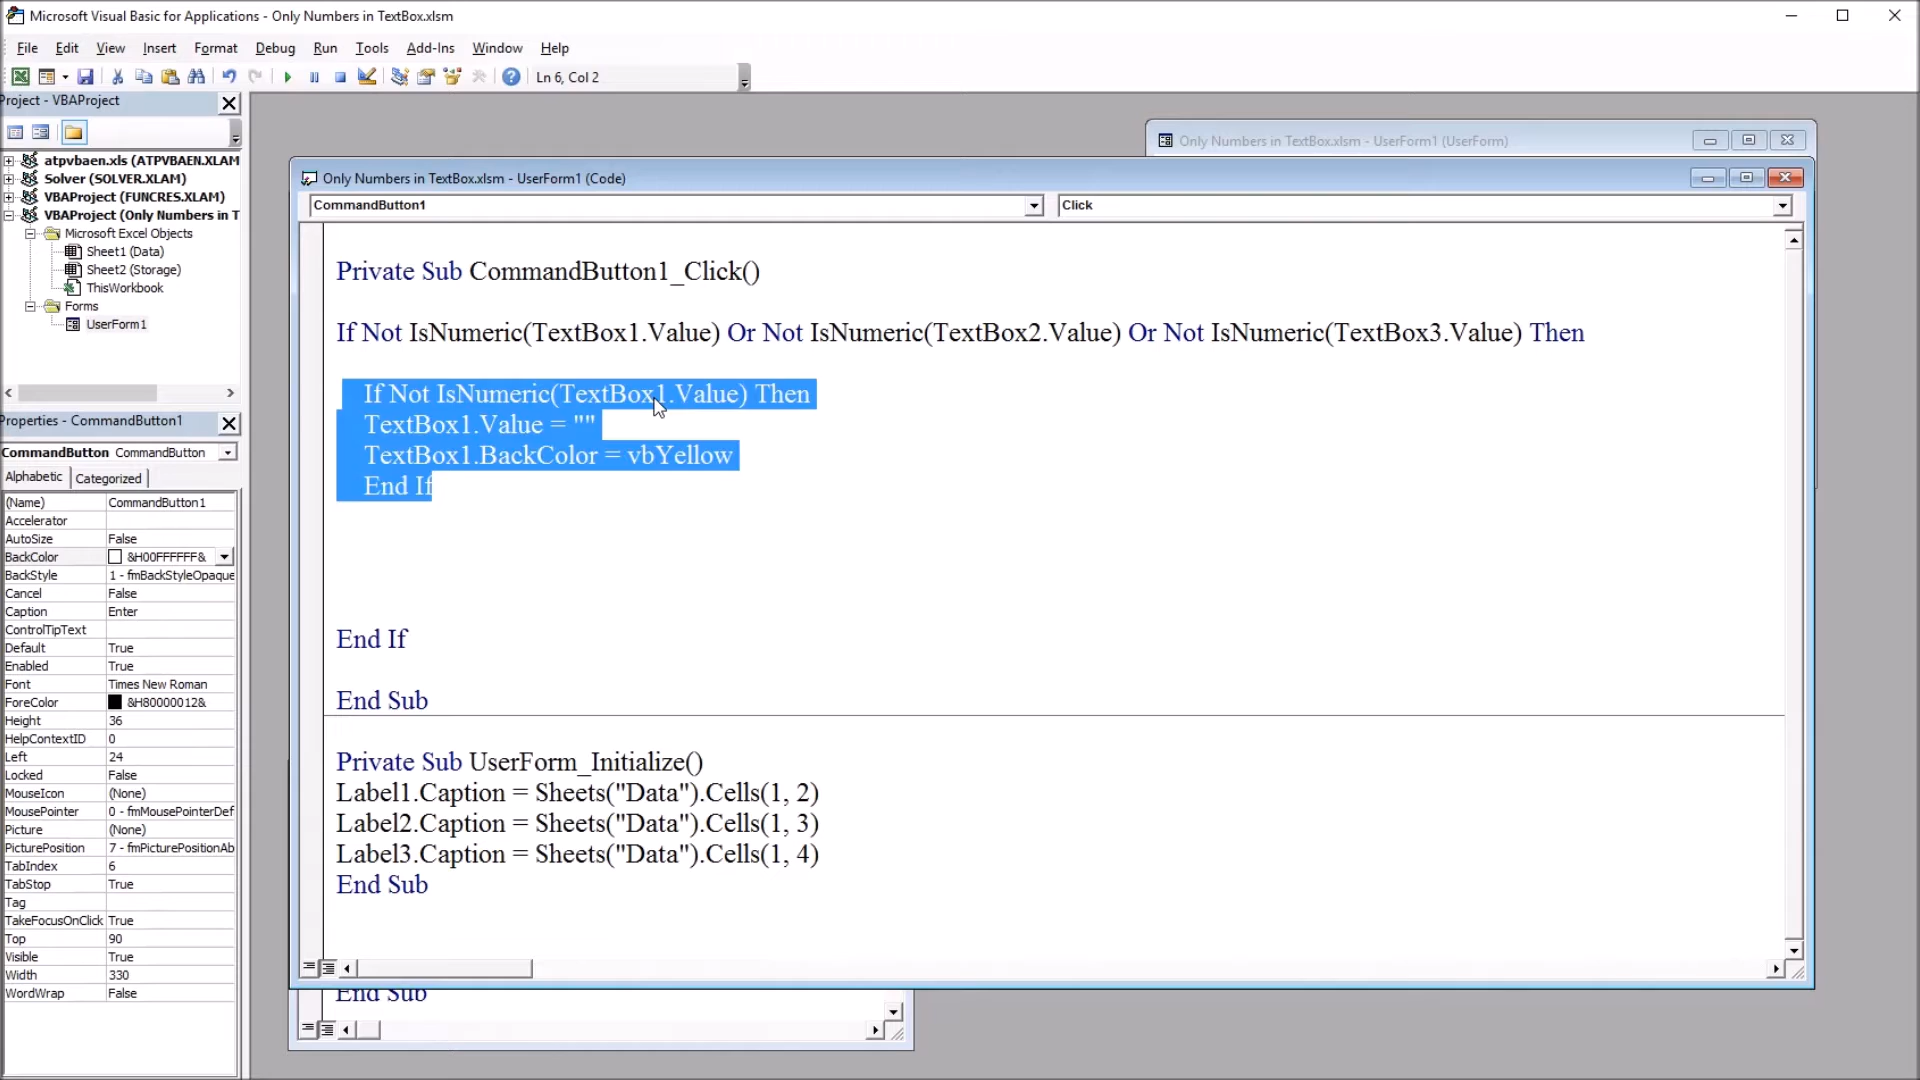 Microsoft Visual Basic for Applications - Only Numbers in TextBox.xlsm
File Edit View Insert Format Debug Run Tools Add-Ins Window Help
Ln 6, Col 2
Project - VBAProject
atpvbaen.xls (ATPVBAEN.XLAM
Solver (SOLVER.XLAM)
VBAProject (FUNCRES.XLAM)
VBAProject (Only Numbers in T
Microsoft Excel Objects
Sheet1 (Data)
Sheet2 (Storage)
ThisWorkbook
Forms
UserForm1
Properties - CommandButton1
CommandButton CommandButton
Alphabetic Categorized
(Name) CommandButton1
Accelerator
AutoSize False
BackColor &H00FFFFFF&
BackStyle 1 - fmBackStyleOpaque
Cancel False
Caption Enter
ControlTipText
Default True
Enabled True
Font Times New Roman
ForeColor &H80000012&
Height 36
HelpContextID 0
Left 24
Locked False
MouseIcon (None)
MousePointer 0 - fmMousePointerDef
Picture (None)
PicturePosition 7 - fmPicturePositionAb
TabIndex 6
TabStop True
Tag
TakeFocusOnClick True
Top 90
Visible True
Width 330
WordWrap False
Only Numbers in TextBox.xlsm - UserForm1 (UserForm)
Only Numbers in TextBox.xlsm - UserForm1 (Code)
CommandButton1 Click
Private Sub CommandButton1_Click()
If Not IsNumeric(TextBox1.Value) Or Not IsNumeric(TextBox2.Value) Or Not IsNumeric(TextBox3.Value) Then
If Not IsNumeric(TextBox1.Value) Then
TextBox1.Value = ""
TextBox1.BackColor = vbYellow
End If
End If
End Sub
Private Sub UserForm_Initialize()
Label1.Caption = Sheets("Data").Cells(1, 2)
Label2.Caption = Sheets("Data").Cells(1, 3)
Label3.Caption = Sheets("Data").Cells(1, 4)
End Sub
End Sub